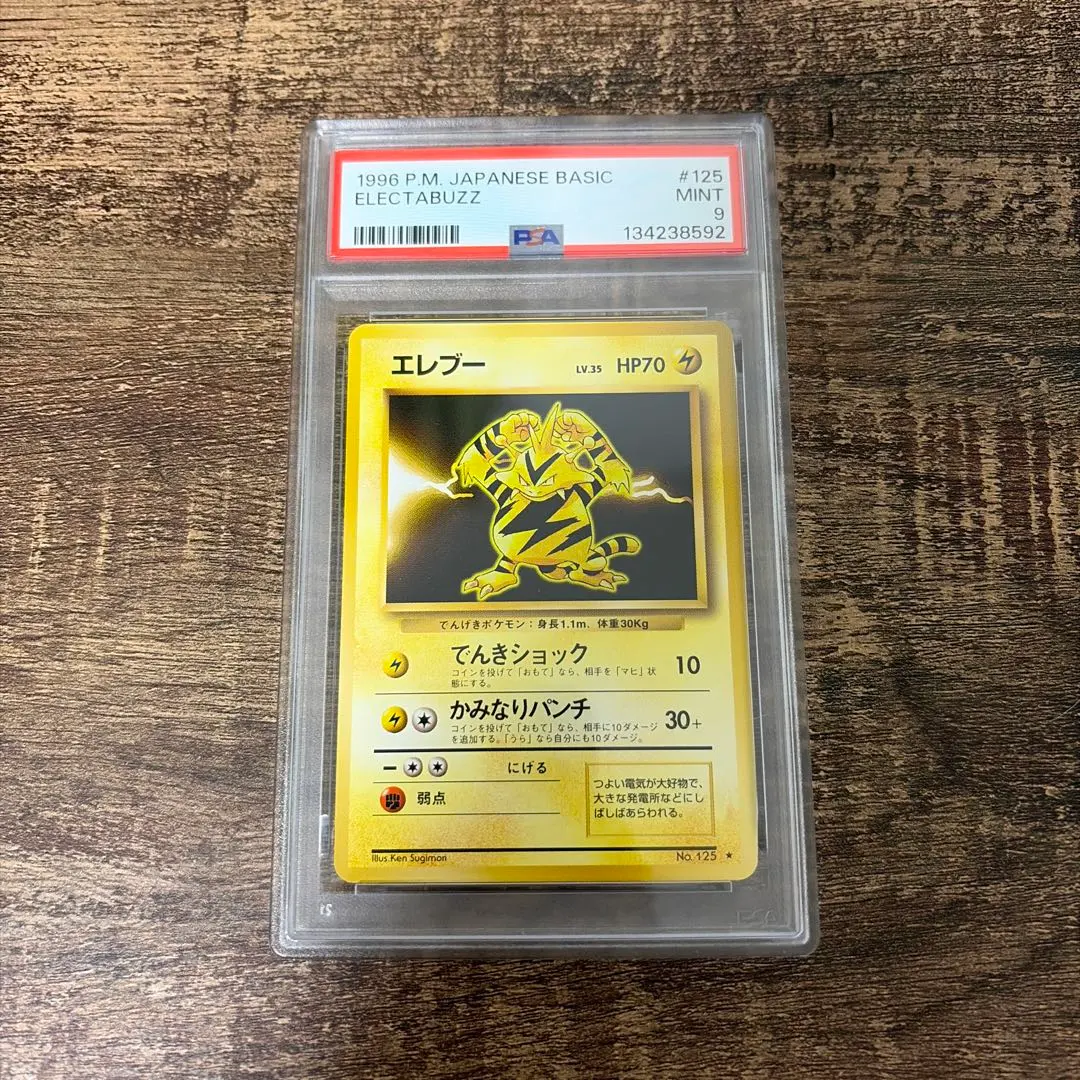 1996 P.M. JAPANESE BASIC #125
ELECTABUZZ MINT
9
PSA 134238592
エレブー LV.35 HP70
でんげきポケモン：身長1.1m、体重30Kg
でんきショック 10
コインを投げて「おもて」なら、相手を「マヒ」状
態にする。
かみなりパンチ 30+
コインを投げて「おもて」なら、相手に10ダメージ
を追加する。「うら」なら自分にも10ダメージ。
にげる
弱点
つよい電気が大好物で、
大きな発電所などにし
ばしばあらわれる。
Illus.Ken Sugimori No. 125 ★
PSA